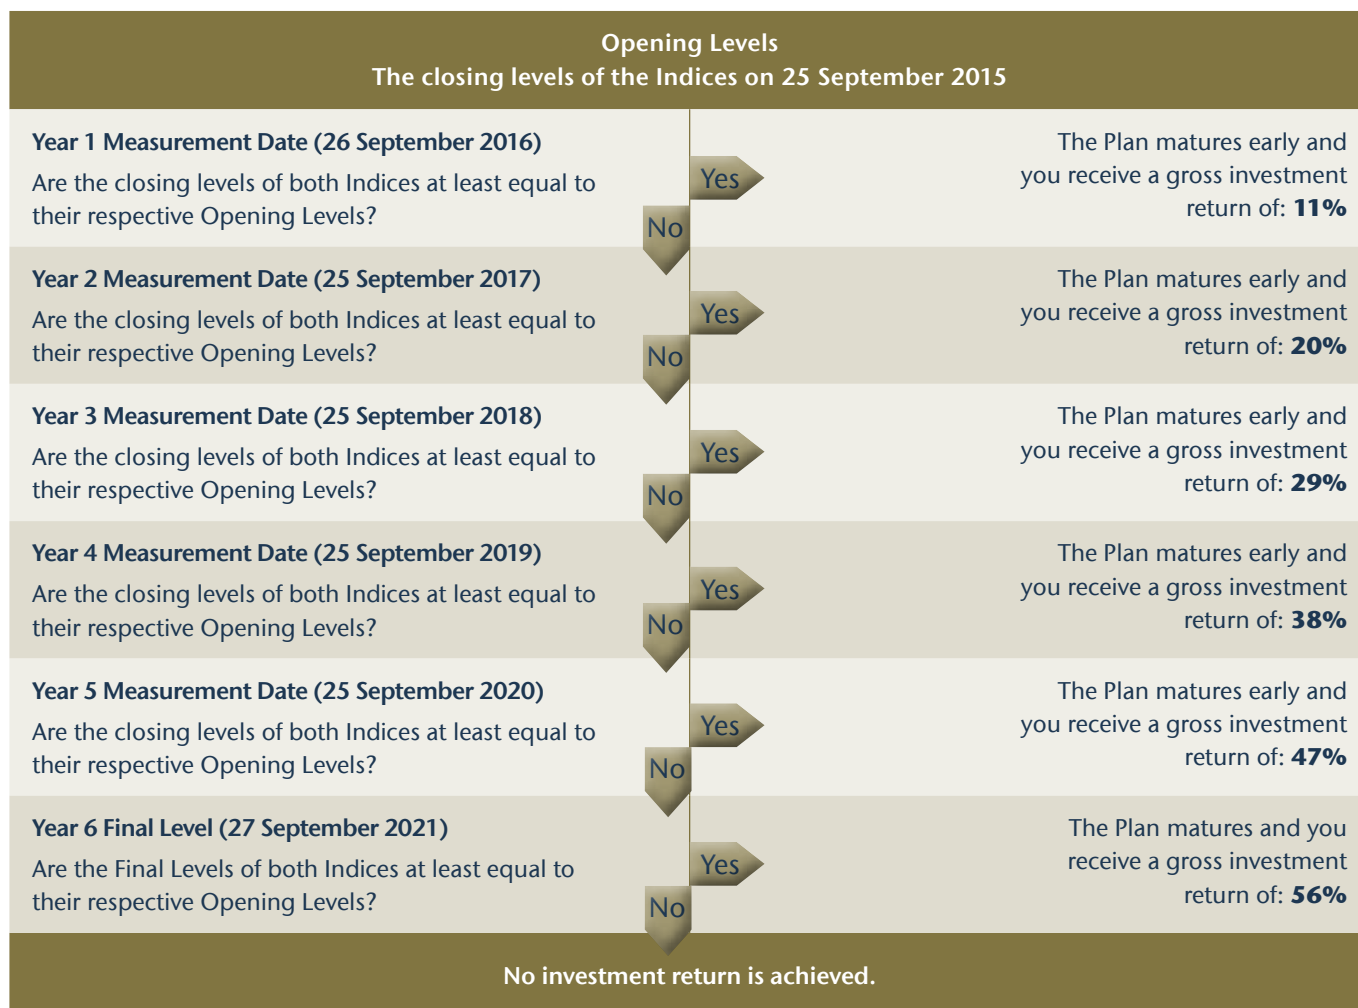 Opening Levels
The closing levels of the Indices on 25 September 2015
Year 1 Measurement Date (26 September 2016)
Are the closing levels of both Indices at least equal to
their respective Opening Levels?
Yes
No
The Plan matures early and
you receive a gross investment
return of: 11%
Year 2 Measurement Date (25 September 2017)
Are the closing levels of both Indices at least equal to
their respective Opening Levels?
Yes
No
The Plan matures early and
you receive a gross investment
return of: 20%
Year 3 Measurement Date (25 September 2018)
Are the closing levels of both Indices at least equal to
their respective Opening Levels?
Yes
No
The Plan matures early and
you receive a gross investment
return of: 29%
Year 4 Measurement Date (25 September 2019)
Are the closing levels of both Indices at least equal to
their respective Opening Levels?
Yes
No
The Plan matures early and
you receive a gross investment
return of: 38%
Year 5 Measurement Date (25 September 2020)
Are the closing levels of both Indices at least equal to
their respective Opening Levels?
Yes
No
The Plan matures early and
you receive a gross investment
return of: 47%
Year 6 Final Level (27 September 2021)
Are the Final Levels of both Indices at least equal to
their respective Opening Levels?
Yes
No
The Plan matures and you
receive a gross investment
return of: 56%
No investment return is achieved.